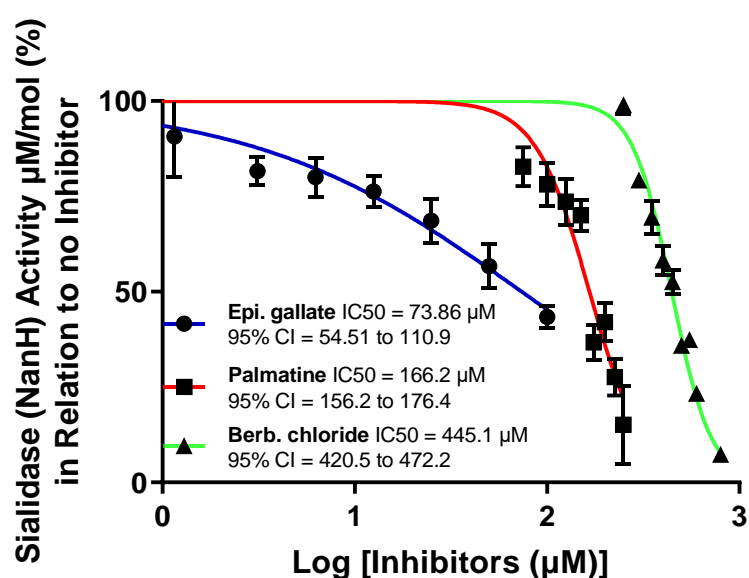 Sialidase (NanH) Activity µM/mol (%)
in Relation to no Inhibitor
100
50
0
Epi. gallate IC50 = 73.86 µM
95% CI = 54.51 to 110.9
Palmatine IC50 = 166.2 µM
95% CI = 156.2 to 176.4
Berb. chloride IC50 = 445.1 µM
95% CI = 420.5 to 472.2
0 1 2 3
Log [Inhibitors (µM)]